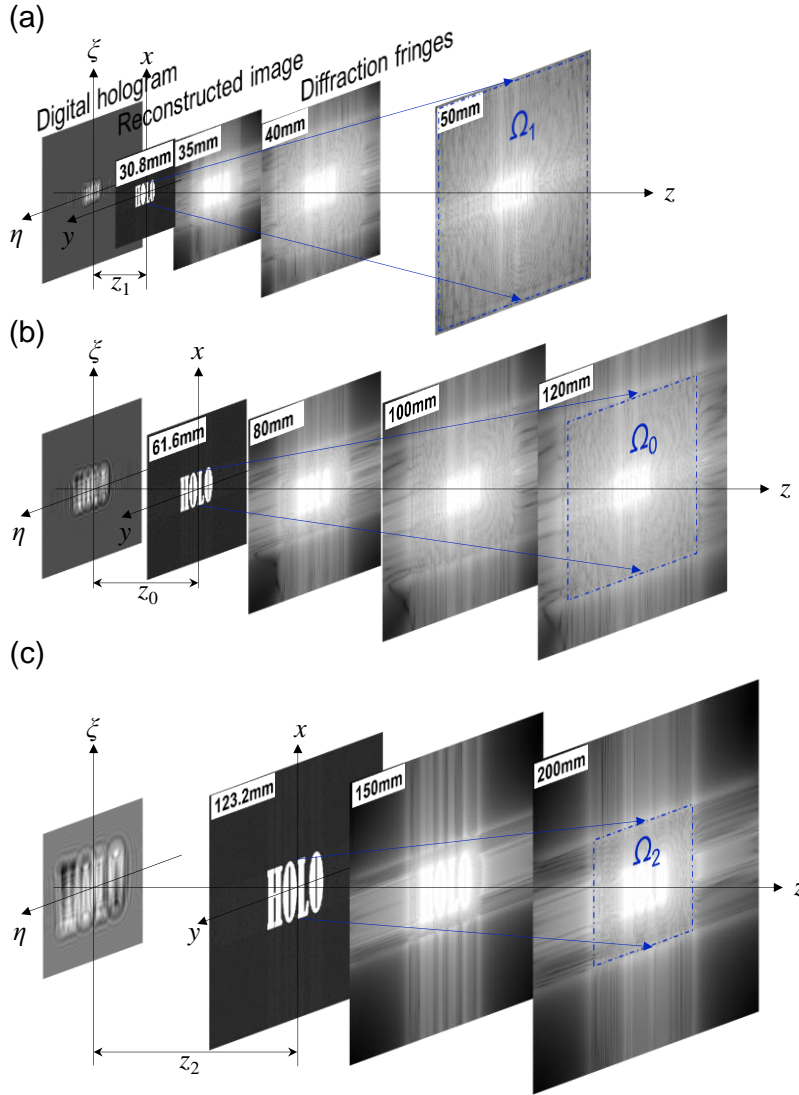 (a)
ξ
x
Digital hologram
Reconstructed image
Diffraction fringes
30.8mm
35mm
40mm
50mm
Ω1
HOLO
z
η
y
z1
(b)
ξ
x
61.6mm
80mm
100mm
120mm
Ω0
HOLO
z
η
y
z0
(c)
ξ
x
123.2mm
150mm
200mm
Ω2
HOLO
HOLO
z
η
y
z2